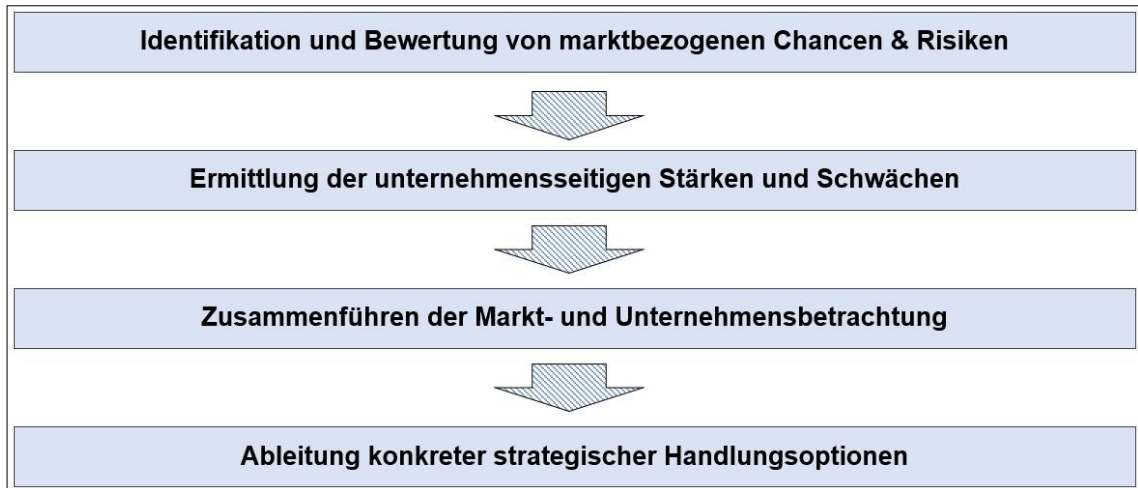 Identifikation und Bewertung von marktbezogenen Chancen & Risiken
Ermittlung der unternehmensseitigen Stärken und Schwächen
Zusammenführen der Markt- und Unternehmensbetrachtung
Ableitung konkreter strategischer Handlungsoptionen